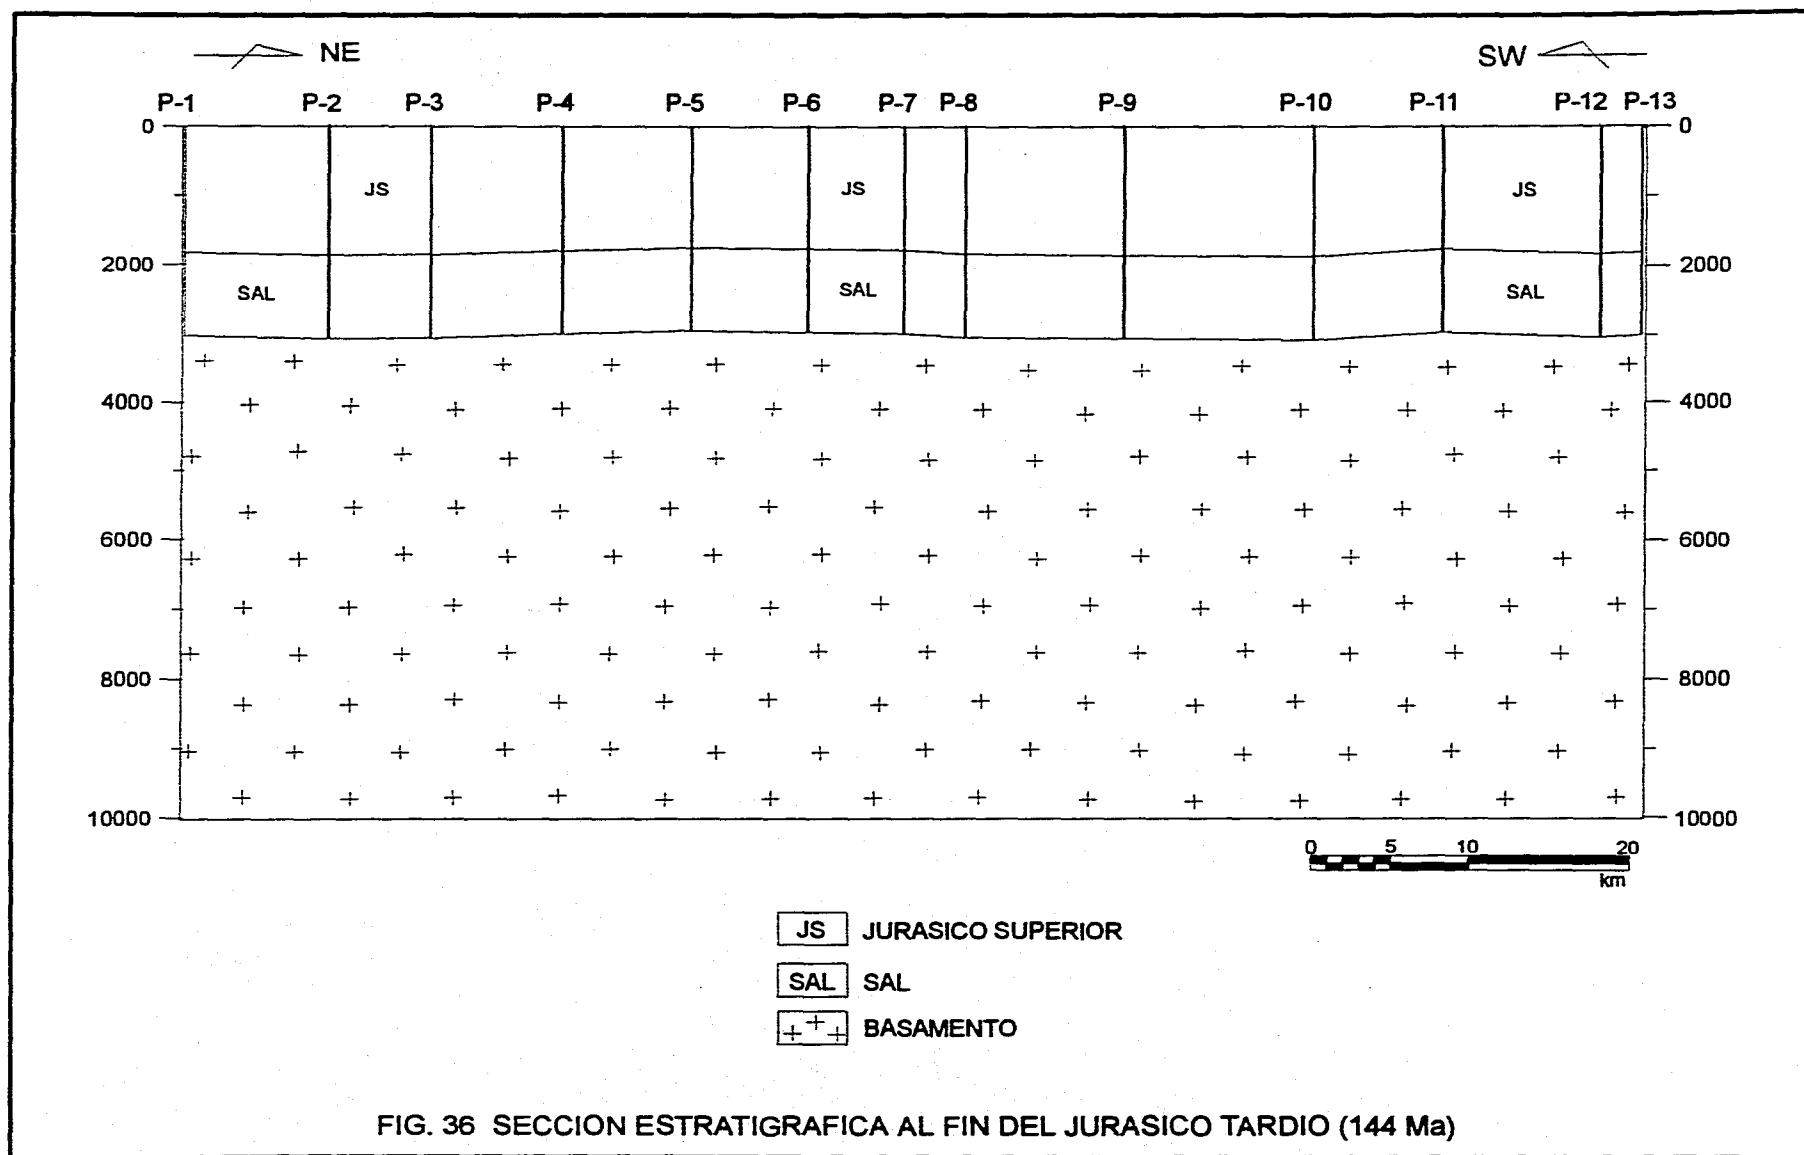 NE SW
P-1 P-2 P-3 P-4 P-5 P-6 P-7 P-8 P-9 P-10 P-11 P-12 P-13
0 0
JS JS JS
2000 2000
SAL SAL SAL
4000 4000
6000 6000
8000 8000
10000 10000
0 5 10 20
km
JS JURASICO SUPERIOR
SAL SAL
BASAMENTO
FIG. 36 SECCION ESTRATIGRAFICA AL FIN DEL JURASICO TARDIO (144 Ma)